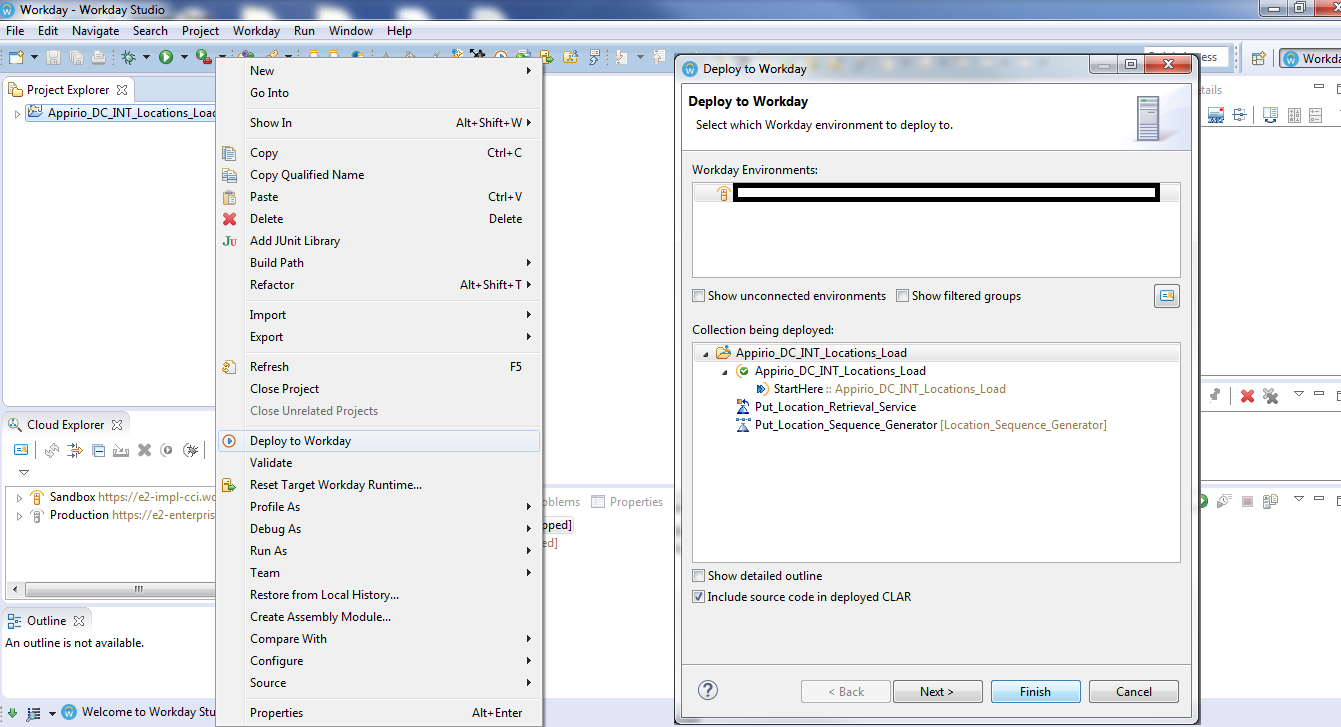 Workday - Workday Studio
File Edit Navigate Search Project Workday Run Window Help
Project Explorer
Appirio_DC_INT_Locations_Load
Cloud Explorer
Sandbox https://e2-impl-cci.wo
Production https://e2-enterpris
Outline
An outline is not available.
Welcome to Workday Stu
New
Go Into
Show In Alt+Shift+W
Copy Ctrl+C
Copy Qualified Name
Paste Ctrl+V
Delete Delete
Add JUnit Library
Build Path
Refactor Alt+Shift+T
Import
Export
Refresh F5
Close Project
Close Unrelated Projects
Deploy to Workday
Validate
Reset Target Workday Runtime...
Profile As
Debug As
Run As
Team
Restore from Local History...
Create Assembly Module...
Compare With
Configure
Source
Properties Alt+Enter
oblems Properties
pped]
ed]
Deploy to Workday
Deploy to Workday
Select which Workday environment to deploy to.
Workday Environments:
Show unconnected environments Show filtered groups
Collection being deployed:
Appirio_DC_INT_Locations_Load
Appirio_DC_INT_Locations_Load
StartHere :: Appirio_DC_INT_Locations_Load
Put_Location_Retrieval_Service
Put_Location_Sequence_Generator [Location_Sequence_Generator]
Show detailed outline
Include source code in deployed CLAR
< Back Next > Finish Cancel
ess
Workda
etails